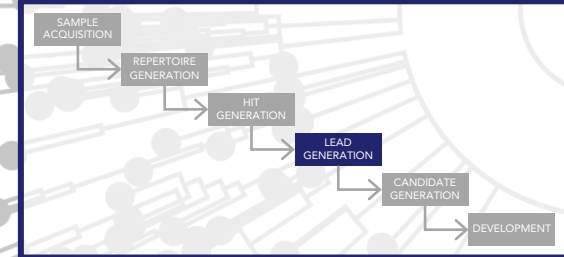 SAMPLE
ACQUISITION
REPERTOIRE
GENERATION
HIT
GENERATION
LEAD
GENERATION
CANDIDATE
GENERATION
DEVELOPMENT